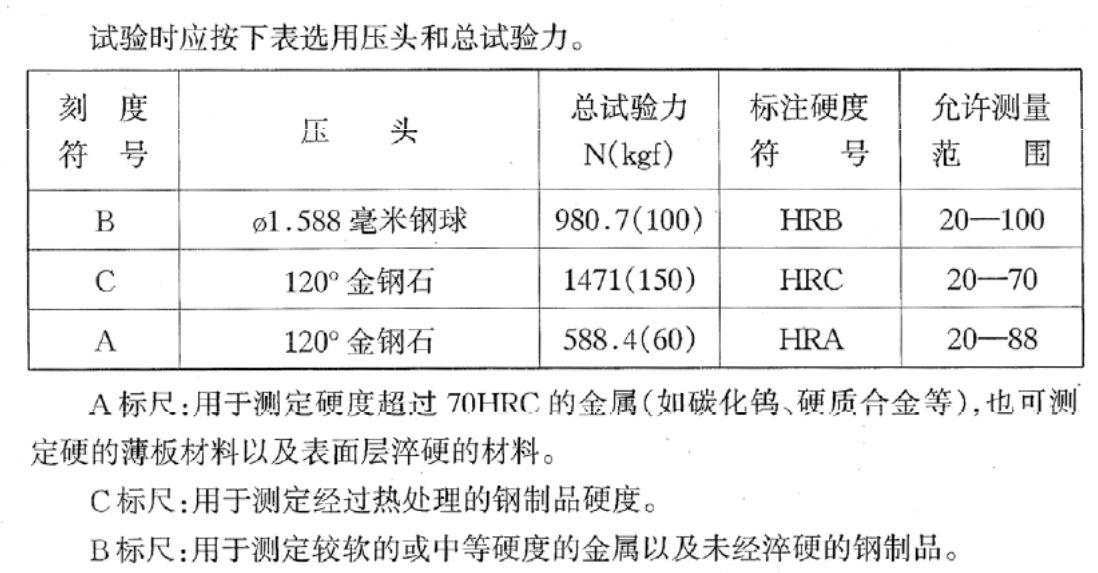 试验时应按下表选用压头和总试验力。
刻 度 符 号 压 头 总试验力 N(kgf) 标注硬度 符 号 允许测量 范 围
B ø1.588 毫米钢球 980.7(100) HRB 20—100
C 120° 金钢石 1471(150) HRC 20—70
A 120° 金钢石 588.4(60) HRA 20—88
A 标尺:用于测定硬度超过 70HRC 的金属(如碳化钨、硬质合金等),也可测
定硬的薄板材料以及表面层淬硬的材料。
C 标尺:用于测定经过热处理的钢制品硬度。
B 标尺:用于测定较软的或中等硬度的金属以及未经淬硬的钢制品。